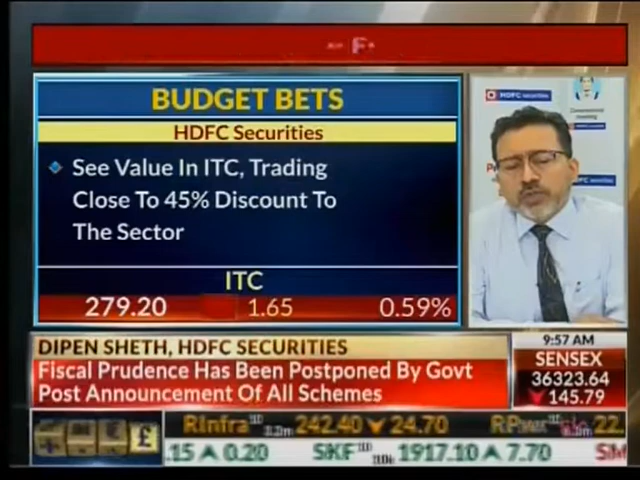 BUDGET BETS
HDFC Securities
See Value In ITC, Trading
Close To 45% Discount To
The Sector
ITC
279.20 1.65 0.59%
HDFC securities
DIPEN SHETH, HDFC SECURITIES
Fiscal Prudence Has Been Postponed By Govt
Post Announcement Of All Schemes
9:57 AM
SENSEX
36323.64
145.79
RInfra 242.40 24.70 22.
.15 0.20 SKF 1917.10 7.70